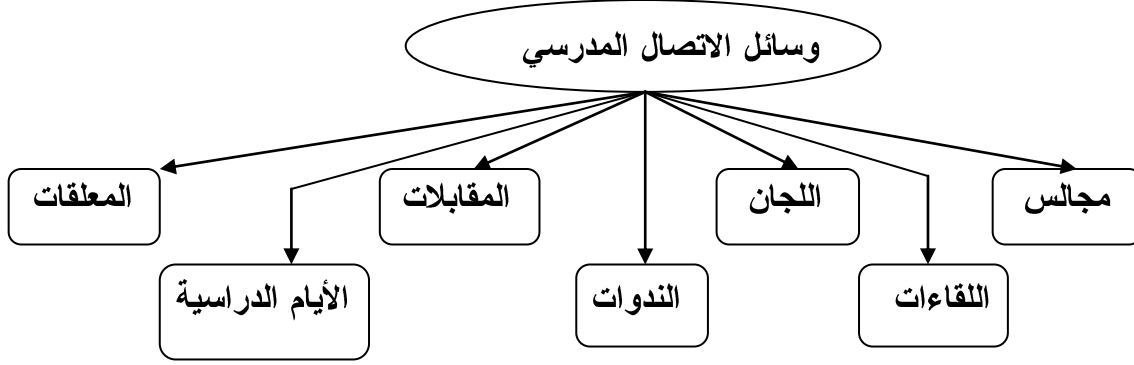 وسائل الاتصال المدرسي
مجالس
اللجان
المقابلات
المعلقات
اللقاءات
الندوات
الأيام الدراسية